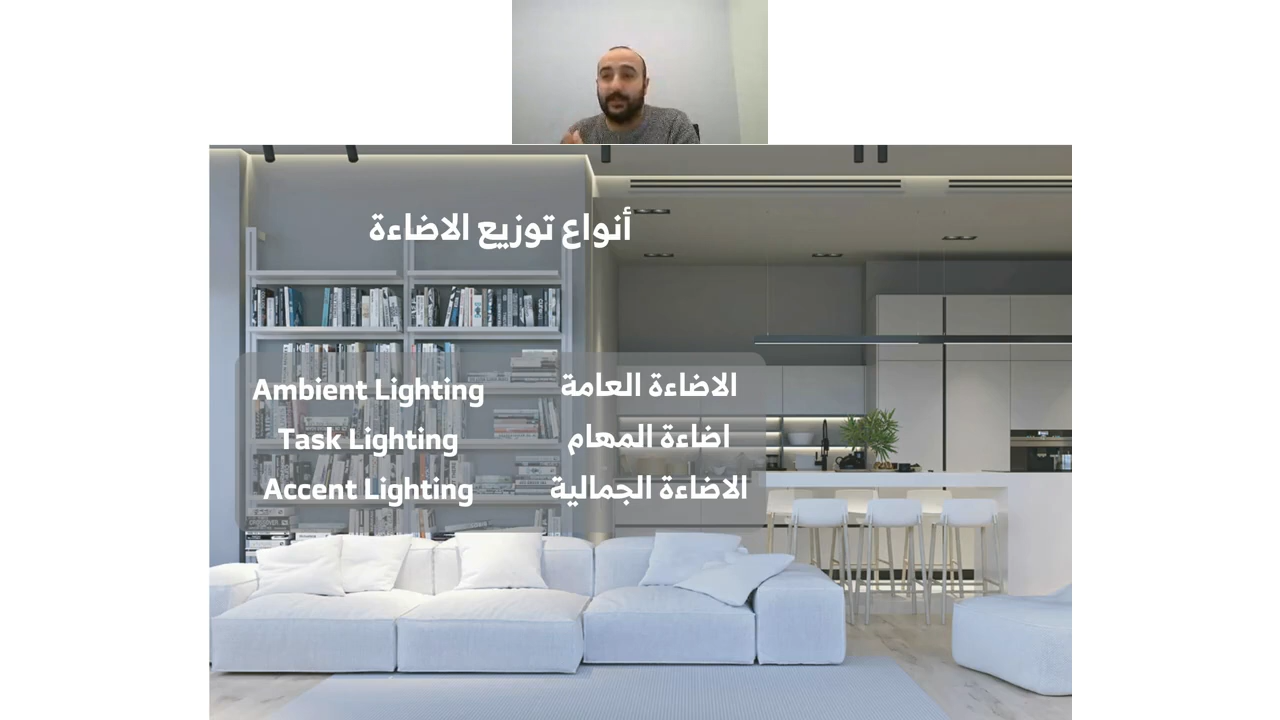 أنواع توزيع الاضاءة
الاضاءة العامة Ambient Lighting
اضاءة المهام Task Lighting
الاضاءة الجمالية Accent Lighting